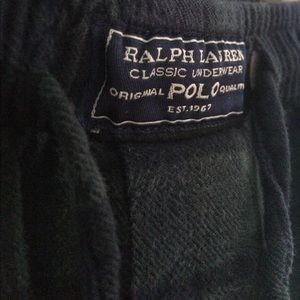 RALPH LAUREN
CLASSIC UNDERWEAR
ORIGINAL POLO QUALITY
EST. 1967